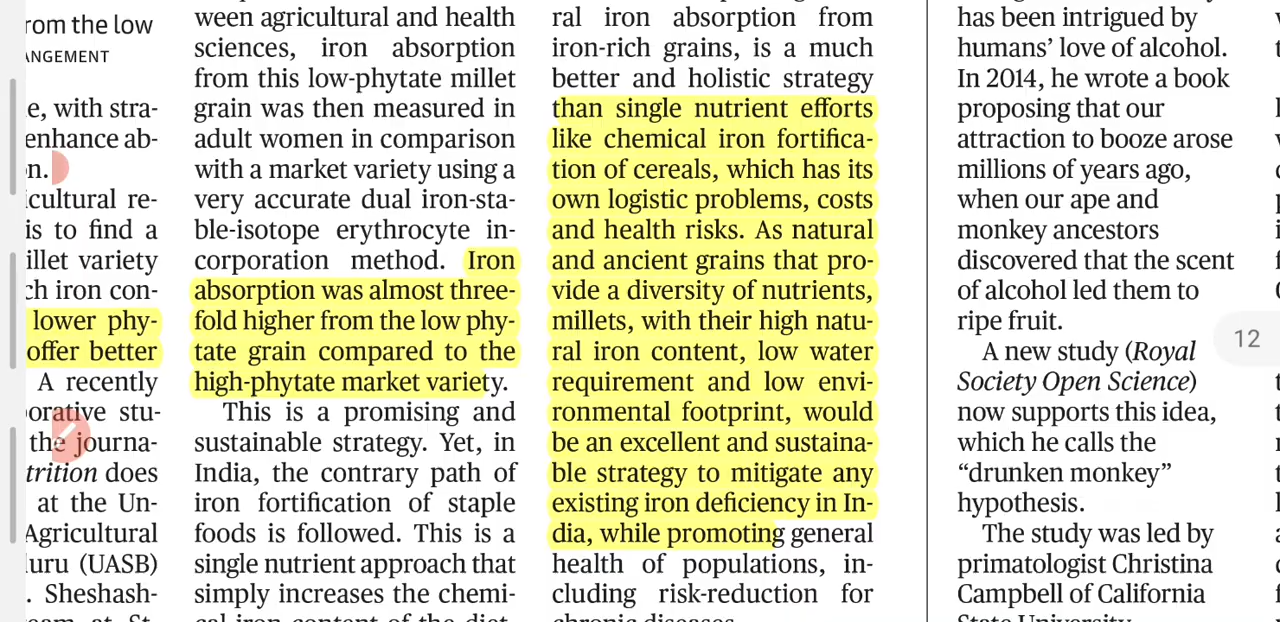 rom the low
ANGEMENT
e, with stra-
enhance ab-
n.
icultural re-
is to find a
illet variety
ch iron con-
lower phy-
offer better
A recently
orative stu-
the journa-
trition does
at the Un-
Agricultural
uru (UASB)
. Sheshash-
ween agricultural and health
sciences, iron absorption
from this low-phytate millet
grain was then measured in
adult women in comparison
with a market variety using a
very accurate dual iron-sta-
ble-isotope erythrocyte in-
corporation method. Iron
absorption was almost three-
fold higher from the low phy-
tate grain compared to the
high-phytate market variety.
This is a promising and
sustainable strategy. Yet, in
India, the contrary path of
iron fortification of staple
foods is followed. This is a
single nutrient approach that
simply increases the chemi-
cal iron content of the diet,
ral iron absorption from
iron-rich grains, is a much
better and holistic strategy
than single nutrient efforts
like chemical iron fortifica-
tion of cereals, which has its
own logistic problems, costs
and health risks. As natural
and ancient grains that pro-
vide a diversity of nutrients,
millets, with their high natu-
ral iron content, low water
requirement and low envi-
ronmental footprint, would
be an excellent and sustaina-
ble strategy to mitigate any
existing iron deficiency in In-
dia, while promoting general
health of populations, in-
cluding risk-reduction for
chronic diseases.
has been intrigued by
humans’ love of alcohol.
In 2014, he wrote a book
proposing that our
attraction to booze arose
millions of years ago,
when our ape and
monkey ancestors
discovered that the scent
of alcohol led them to
ripe fruit.
A new study (Royal
Society Open Science)
now supports this idea,
which he calls the
“drunken monkey”
hypothesis.
The study was led by
primatologist Christina
Campbell of California
State University
12